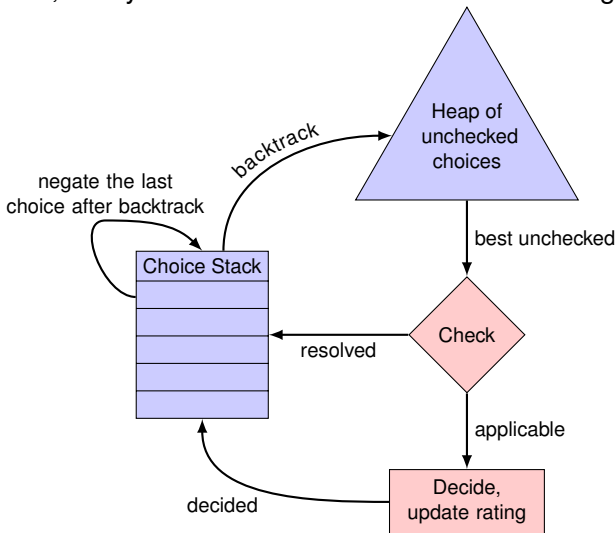 Heap of
unchecked
choices
backtrack
negate the last
choice after backtrack
best unchecked
Choice Stack
Check
resolved
applicable
Decide,
update rating
decided